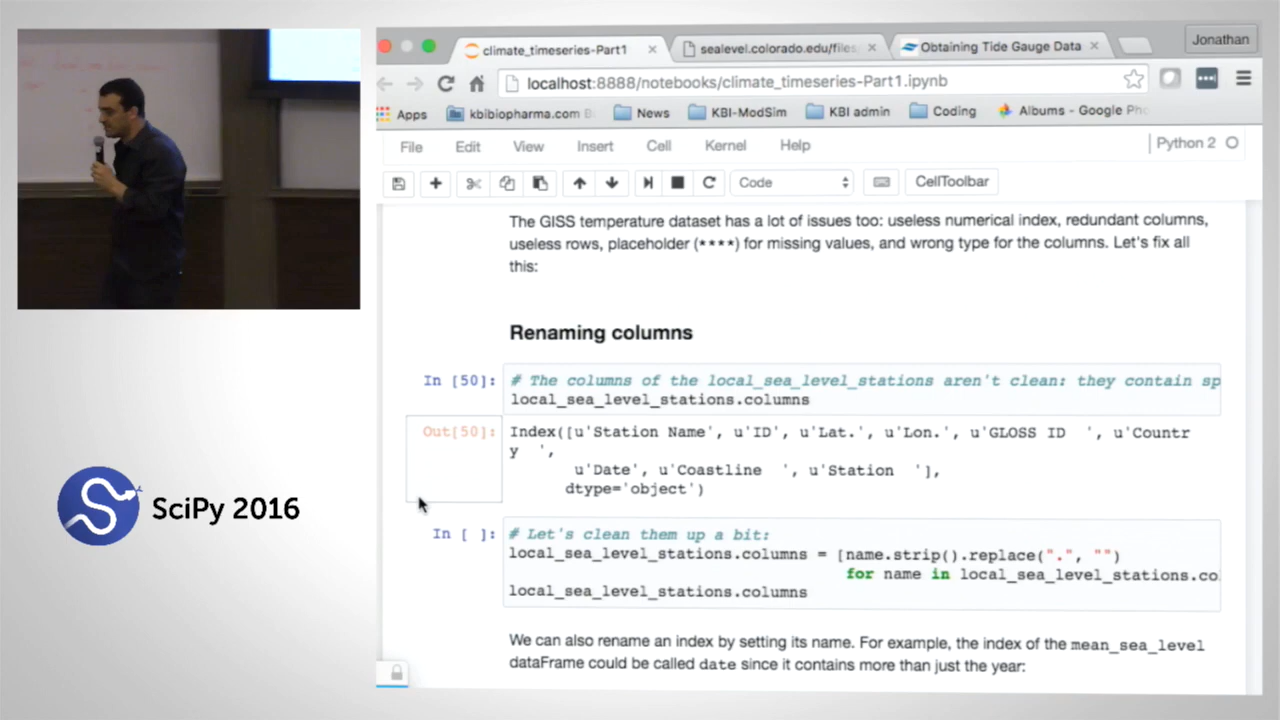 climate_timeseries-Part1
sealevel.colorado.edu/files
Obtaining Tide Gauge Data
Jonathan
localhost:8888/notebooks/climate_timeseries-Part1.ipynb
Apps
kbibiopharma.com
News
KBI-ModSim
KBI admin
Coding
Albums - Google Pho
File
Edit
View
Insert
Cell
Kernel
Help
Python 2
Code
CellToolbar
The GISS temperature dataset has a lot of issues too: useless numerical index, redundant columns,
useless rows, placeholder (****) for missing values, and wrong type for the columns. Let's fix all
this:
Renaming columns
In [50]:
# The columns of the local_sea_level_stations aren't clean: they contain sp
local_sea_level_stations.columns
Out[50]:
Index([u'Station Name', u'ID', u'Lat.', u'Lon.', u'GLOSS ID  ', u'Countr
y  ',
u'Date', u'Coastline  ', u'Station  '],
dtype='object')
In [ ]:
# Let's clean them up a bit:
local_sea_level_stations.columns = [name.strip().replace(".", "")
for name in local_sea_level_stations.co
local_sea_level_stations.columns
We can also rename an index by setting its name. For example, the index of the mean_sea_level
dataFrame could be called date since it contains more than just the year:
SciPy 2016